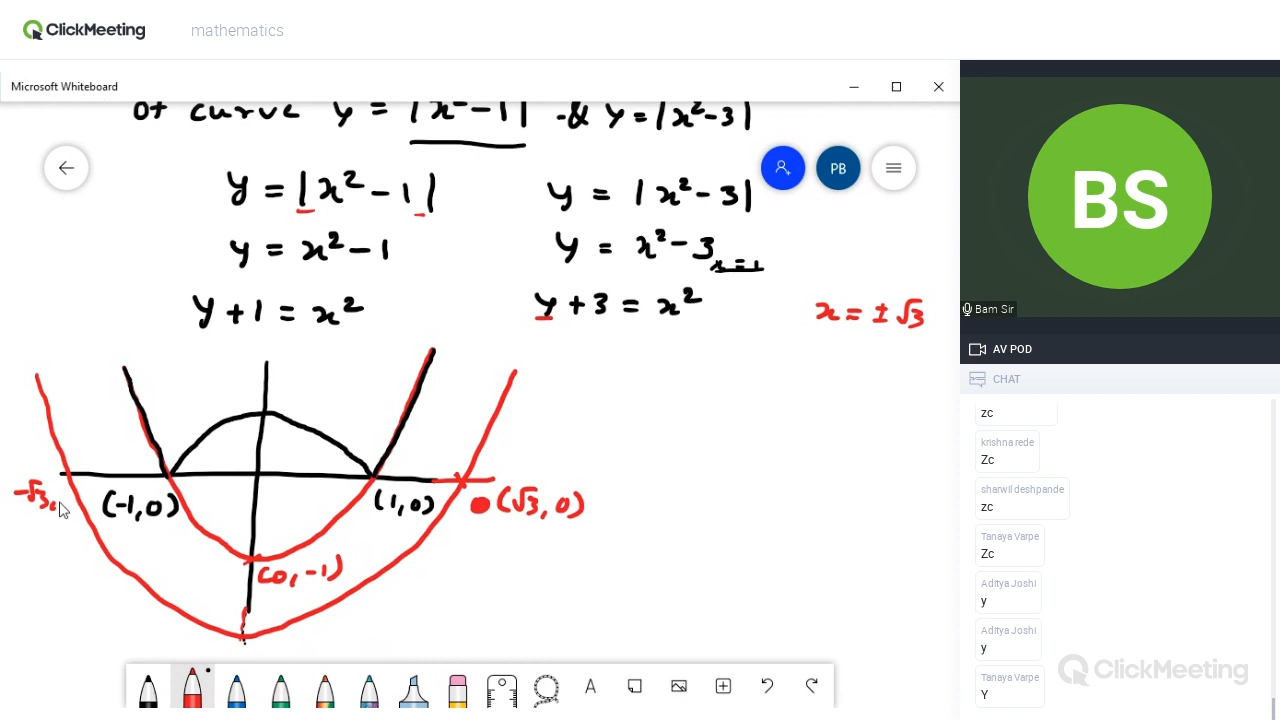 ClickMeeting mathematics
Microsoft Whiteboard
of curve y = |x²-1| & y = |x²-3|
PB
y = |x²-1| y = |x²-3|
y = x²-1 y = x²-3
x = 1
y+1 = x² y+3 = x²
x = ±√3
-√3,
(-1,0) (1,0) (√3,0)
(0,-1)
A
BS
Bam Sir
AV POD
CHAT
zc
krishna rede
Zc
sharwil deshpande
zc
Tanaya Varpe
Zc
Aditya Joshi
y
Aditya Joshi
y
Tanaya Varpe
Y
ClickMeeting